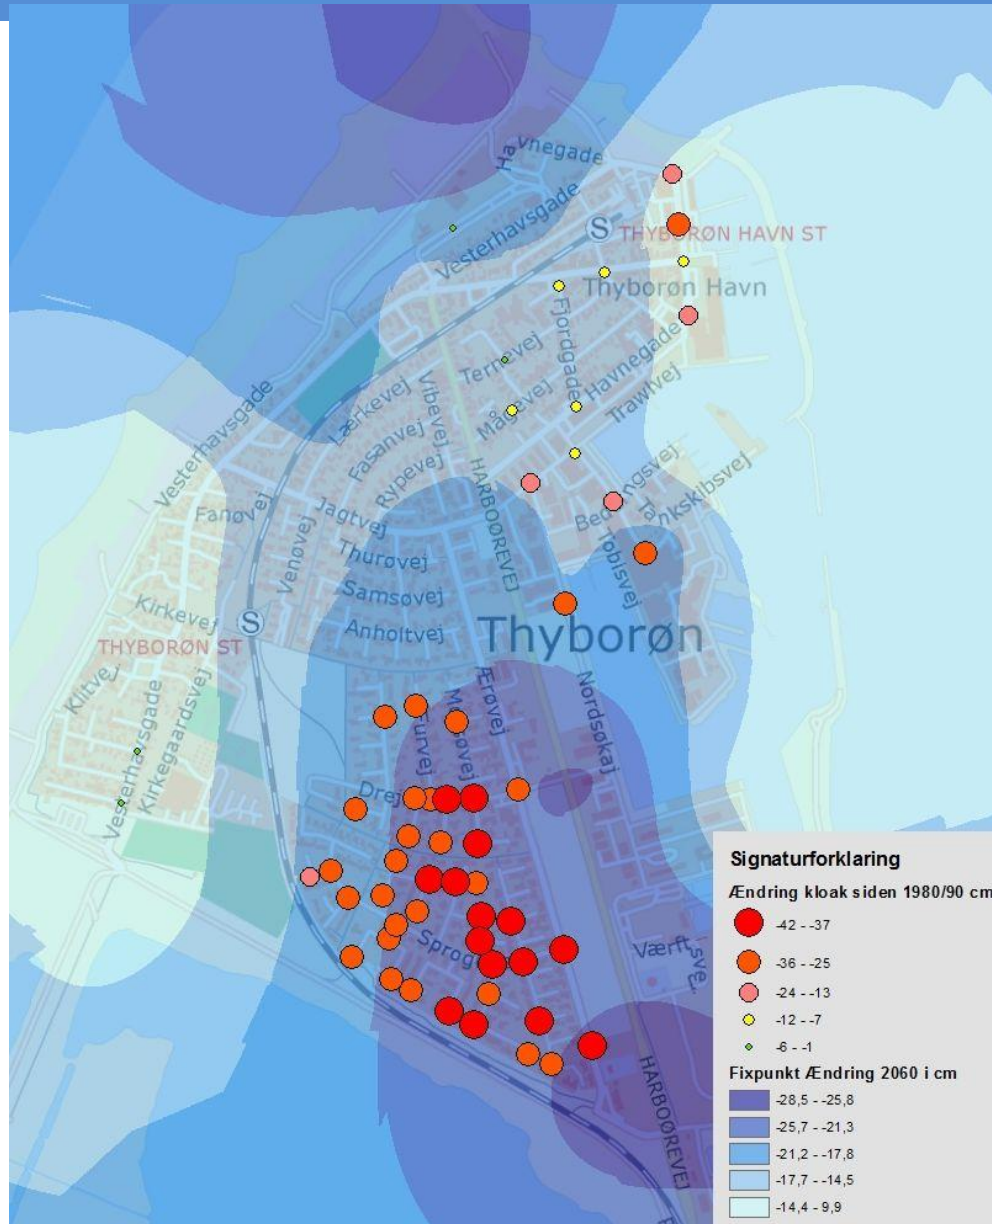 Havnegade
Vesterhavsgade
S
THYBORØN HAVN ST
Thyborøn Havn
Fjordgade
Ternevej
Havnegade
Trawlvej
Vibevej
Mågevej
Lærkevej
Vesterhavsgade
Fasanvej
Rypevej
HARBOØREVEJ
Fanøvej
Jagtvej
Venøvej
Thurøvej
Tobisvej
Samsøvej
Kirkevej
S
Anholtvej
Thyborøn
THYBORØN ST
Klitvej
Ærøvej
Nordsøkaj
Furvej
Vesterhavsgade
Kirkegaardsvej
Drej
Sprog
Værftsvej
HARBOØREVEJ
Signaturforklaring
Ændring kloak siden 1980/90 cm
-42 - -37
-36 - -25
-24 - -13
-12 - -7
-6 - -1
Fixpunkt Ændring 2060 i cm
-28,5 - -25,8
-25,7 - -21,3
-21,2 - -17,8
-17,7 - -14,5
-14,4 - 9,9